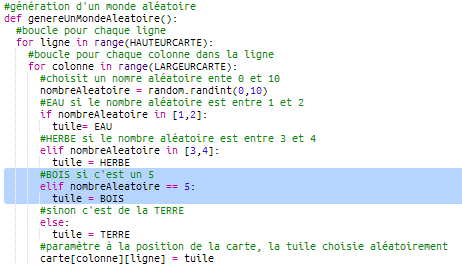 #génération d'un monde aléatoire
def genereUnMondeAleatoire():
#boucle pour chaque ligne
for ligne in range(HAUTEURCARTE):
#boucle pour chaque colonne dans la ligne
for colonne in range(LARGEURCARTE):
#choisit un nomre aléatoire ente 0 et 10
nombreAleatoire = random.randint(0,10)
#EAU si le nombre aléatoire est entre 1 et 2
if nombreAleatoire in [1,2]:
tuile= EAU
#HERBE si le nombre aléatoire est entre 3 et 4
elif nombreAleatoire in [3,4]:
tuile = HERBE
#BOIS si c'est un 5
elif nombreAleatoire == 5:
tuile = BOIS
#sinon c'est de la TERRE
else:
tuile = TERRE
#paramètre à la position de la carte, la tuile choisie aléatoirement
carte[colonne][ligne] = tuile